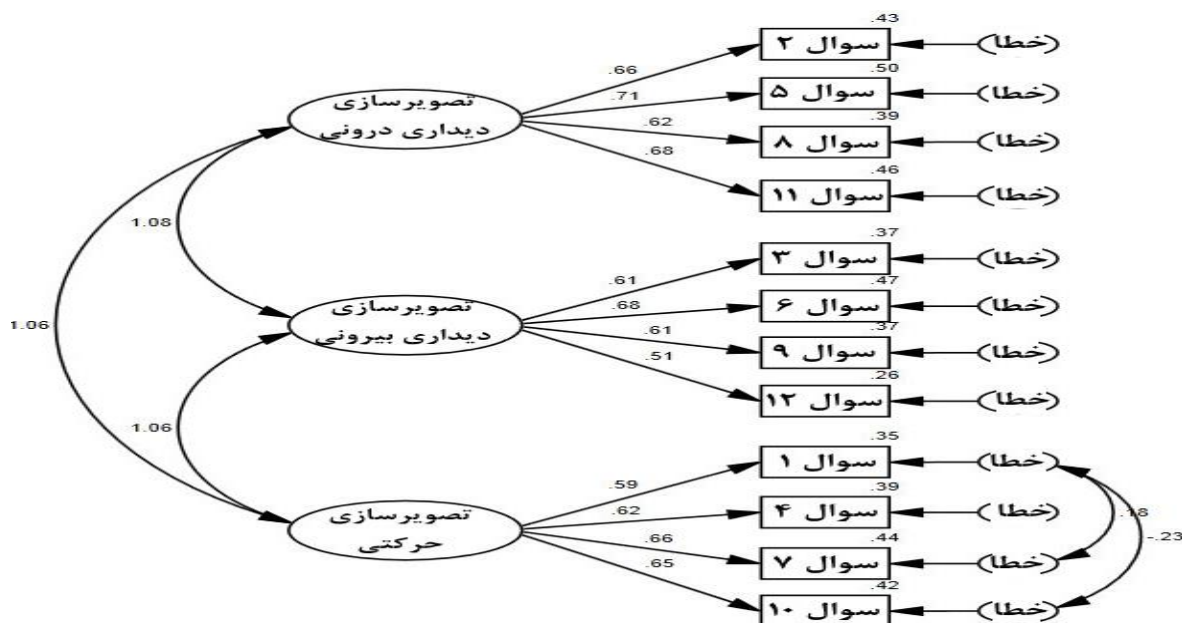 .43
سوال ۲
(خطا)
.66
.50
سوال ۵
(خطا)
.71
تصویرسازی
دیداری درونی
.39
سوال ۸
(خطا)
.62
.46
سوال ۱۱
(خطا)
.68
1.08
.37
سوال ۳
(خطا)
.61
.47
سوال ۶
(خطا)
.68
تصویرسازی
دیداری بیرونی
1.06
.37
سوال ۹
(خطا)
.61
.26
سوال ۱۲
(خطا)
.51
1.06
.35
سوال ۱
(خطا)
.59
.39
سوال ۴
(خطا)
.62
تصویرسازی
حرکتی
.18
-.23
.44
سوال ۷
(خطا)
.66
.42
سوال ۱۰
(خطا)
.65